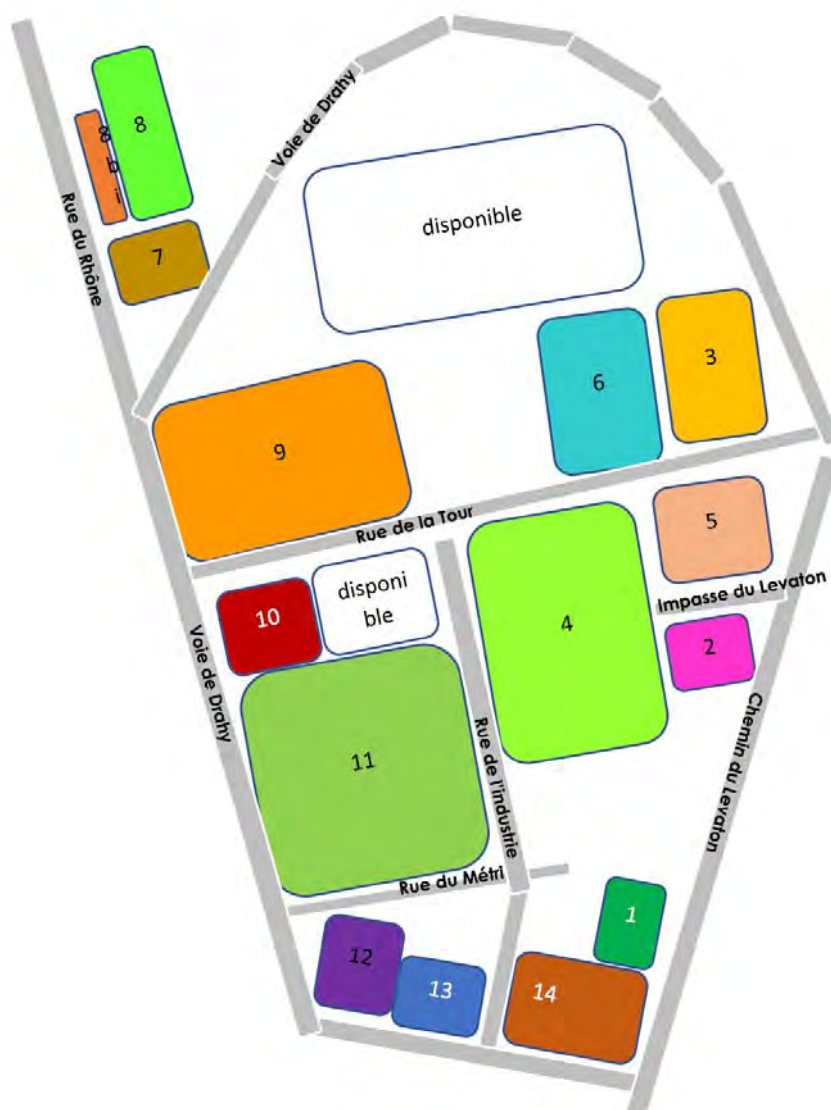 Voie de Drahy
8
8 bi
7
Rue du Rhône
disponible
6
3
9
Rue de la Tour
5
Impasse du Levaton
10
disponi
ble
4
2
Voie de Drahy
11
Rue de l'industrie
Chemin du Levaton
Rue du Métri
1
12
13
14